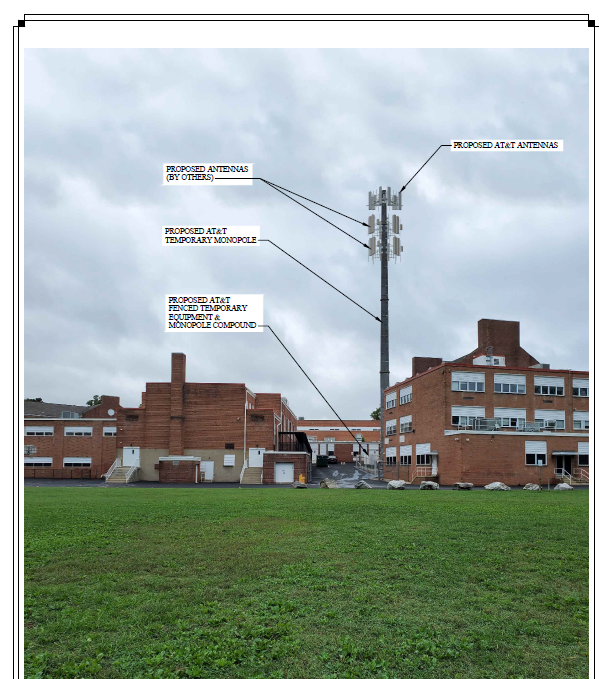 PROPOSED AT&T ANTENNAS
PROPOSED ANTENNAS
(BY OTHERS)
PROPOSED AT&T
TEMPORARY MONOPOLE
PROPOSED AT&T
FENCED TEMPORARY
EQUIPMENT &
MONOPOLE COMPOUND